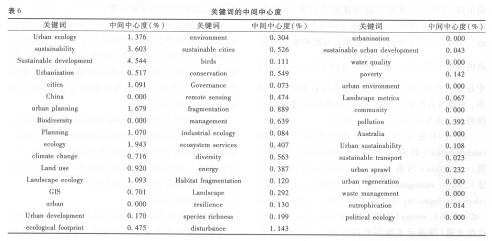 表 6 关键词的中间中心度
关键词 中间中心度(%) 关键词 中间中心度(%) 关键词 中间中心度(%)
Urban ecology 1.376 environment 0.304 urbanisation 0.000
sustainability 3.603 sustainable cities 0.526 sustainable urban development 0.043
Sustainable development 4.544 birds 0.111 water quality 0.000
Urbanization 0.517 conservation 0.549 poverty 0.142
cities 1.091 Governance 0.073 urban environment 0.000
China 0.000 remote sensing 0.474 Landscape metrics 0.067
urban planning 1.679 fragmentation 0.889 community 0.000
Biodiversity 0.000 management 0.639 pollution 0.392
Planning 1.070 industrial ecology 0.084 Australia 0.000
ecology 1.943 ecosystem services 0.407 Urban sustainability 0.108
climate change 0.716 diversity 0.563 sustainable transport 0.023
Land use 0.920 energy 0.387 urban sprawl 0.232
Landscape ecology 1.093 Habitat fragmentation 0.120 urban regeneration 0.000
GIS 0.701 Landscape 0.292 waste management 0.000
urban 0.000 resilience 0.130 eutrophication 0.014
Urban development 0.170 species richness 0.199 political ecology 0.000
ecological footprint 0.475 disturbance 1.143